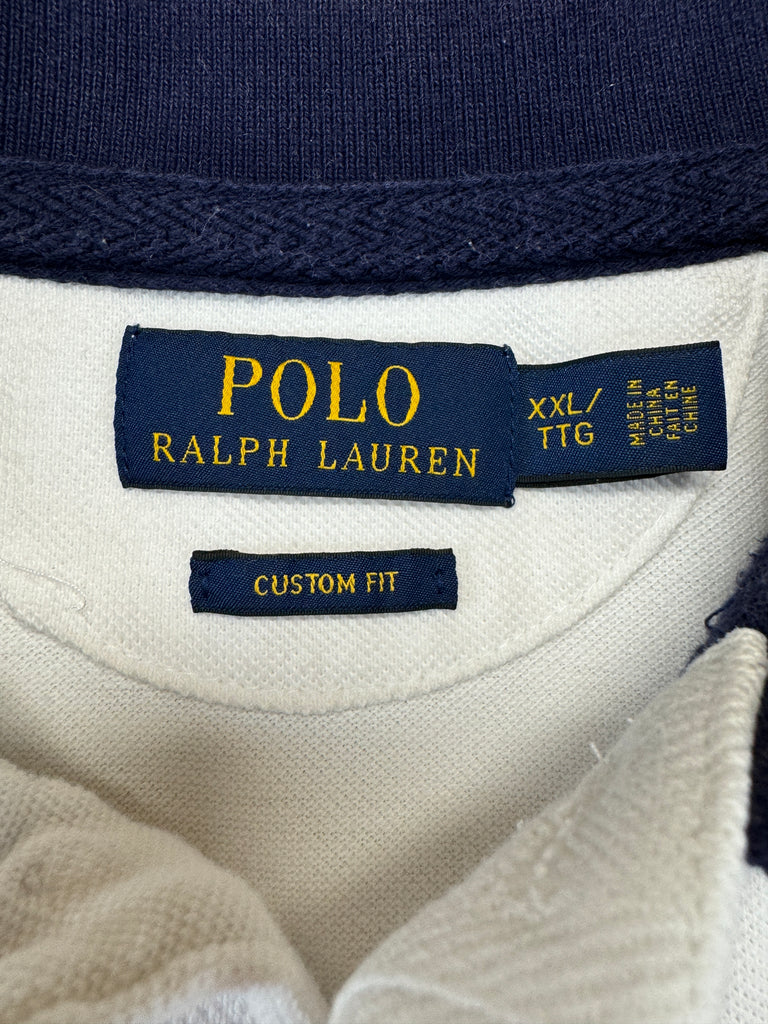 POLO
RALPH LAUREN
XXL/
TTG
MADE IN
CHINA
FAIT EN
CHINE
CUSTOM FIT